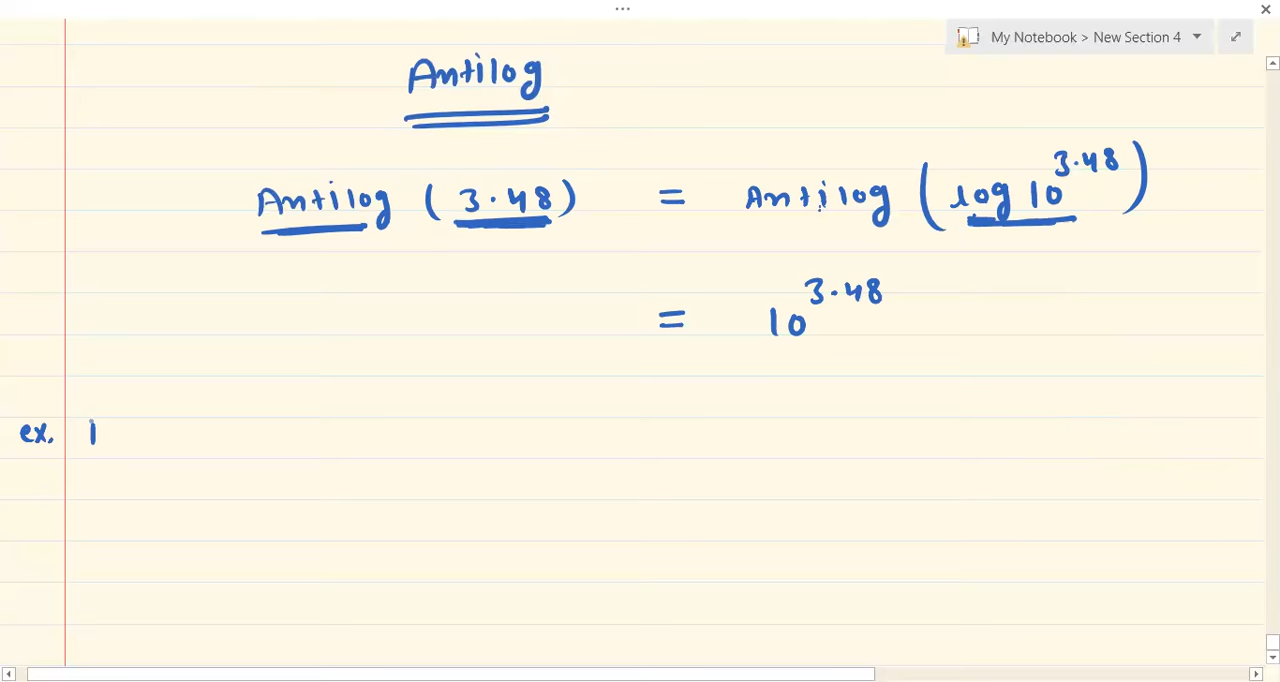 ...
My Notebook > New Section 4
Antilog
Antilog ( 3.48 ) = Antilog ( log 10^3.48 )
= 10^3.48
ex. 1